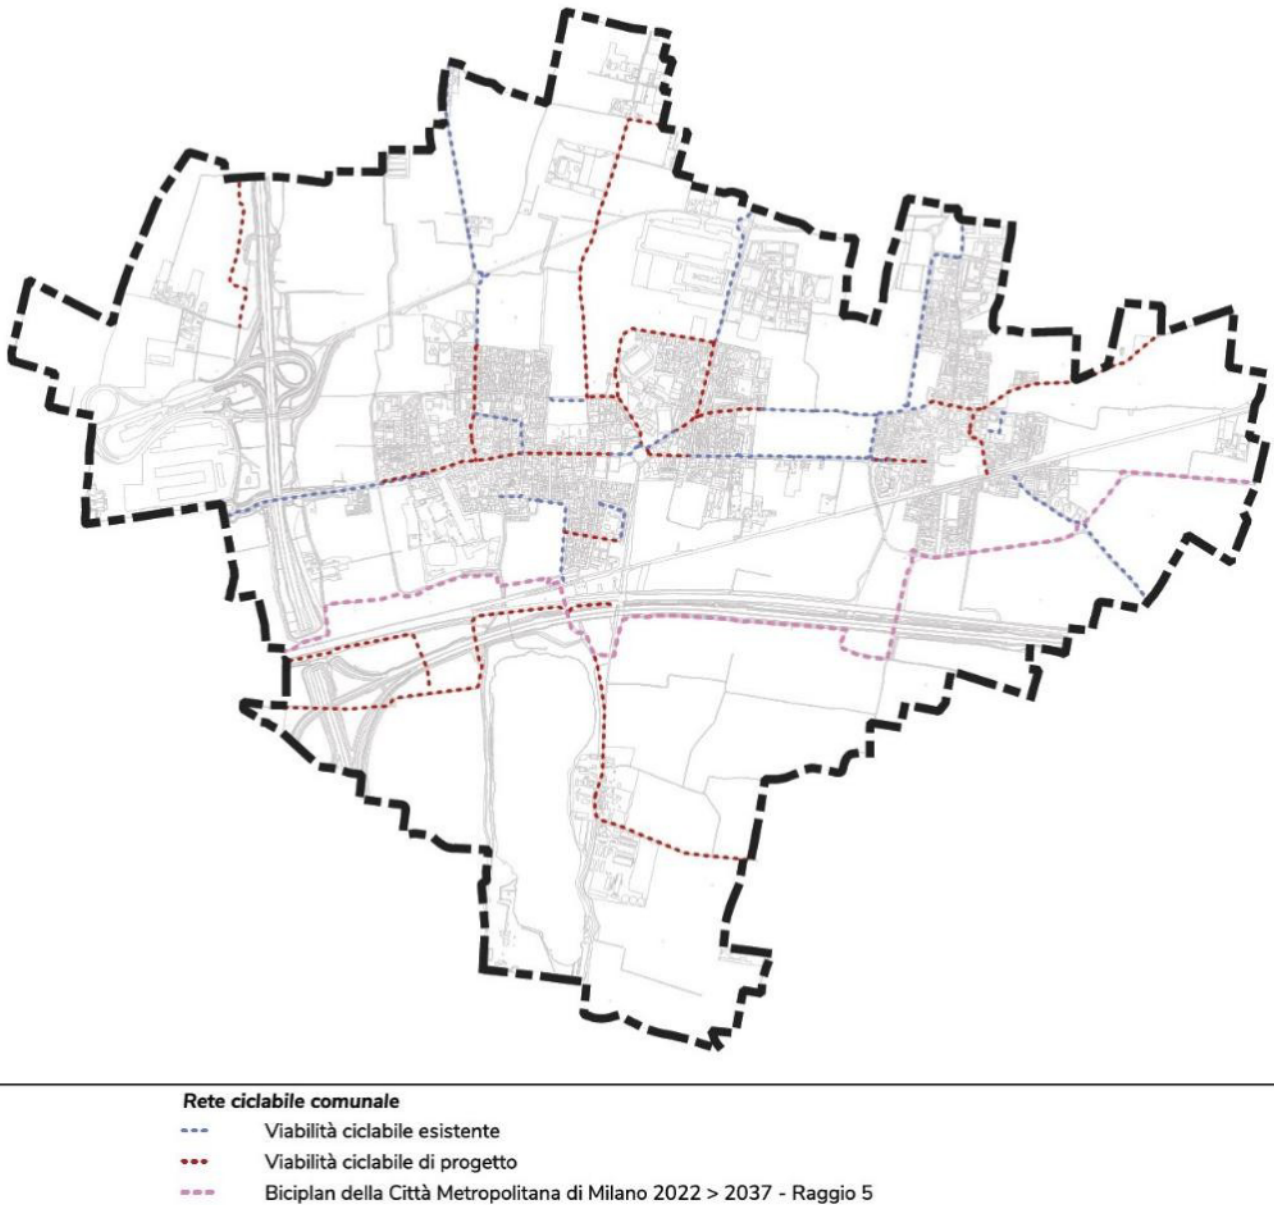 Rete ciclabile comunale
Viabilità ciclabile esistente
Viabilità ciclabile di progetto
Biciplan della Città Metropolitana di Milano 2022 > 2037 - Raggio 5